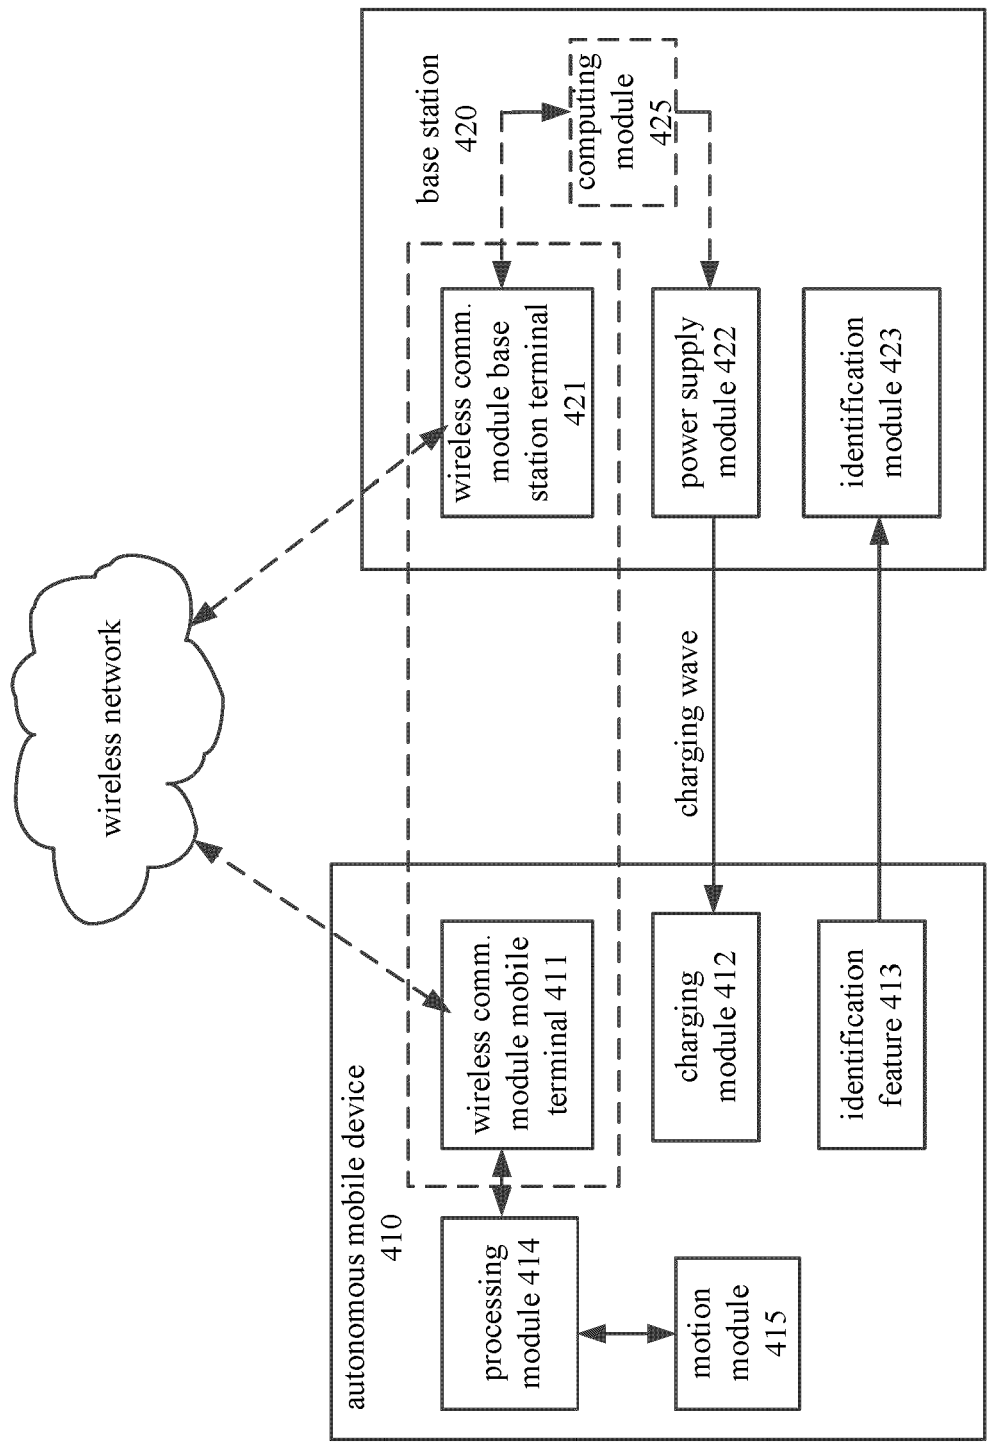 wireless network
autonomous mobile device
410
processing
module 414
motion
module
415
wireless comm.
module mobile
terminal 411
charging
module 412
identification
feature 413
charging wave
base station
420
wireless comm.
module base
station terminal
421
power supply
module 422
identification
module 423
computing
module
425